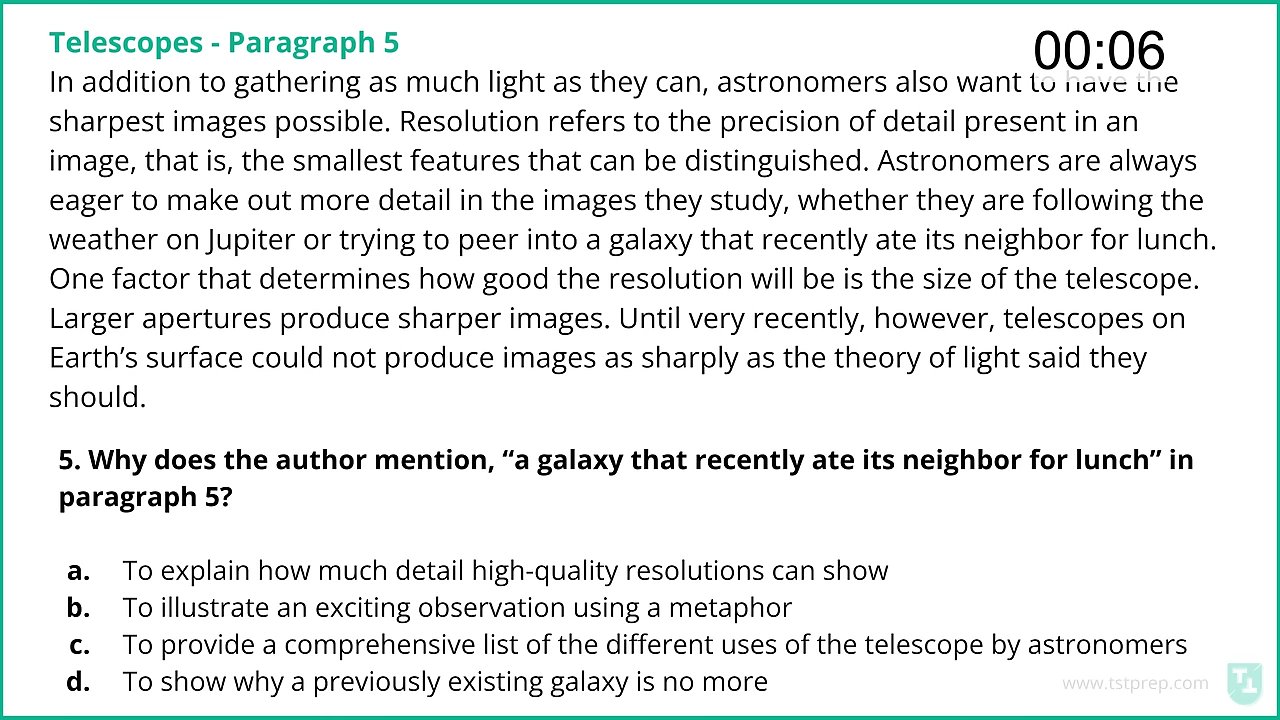 Telescopes - Paragraph 5
00:06
In addition to gathering as much light as they can, astronomers also want to have the
sharpest images possible. Resolution refers to the precision of detail present in an
image, that is, the smallest features that can be distinguished. Astronomers are always
eager to make out more detail in the images they study, whether they are following the
weather on Jupiter or trying to peer into a galaxy that recently ate its neighbor for lunch.
One factor that determines how good the resolution will be is the size of the telescope.
Larger apertures produce sharper images. Until very recently, however, telescopes on
Earth’s surface could not produce images as sharply as the theory of light said they
should.
5. Why does the author mention, “a galaxy that recently ate its neighbor for lunch” in
paragraph 5?
a. To explain how much detail high-quality resolutions can show
b. To illustrate an exciting observation using a metaphor
c. To provide a comprehensive list of the different uses of the telescope by astronomers
d. To show why a previously existing galaxy is no more
www.tstprep.com